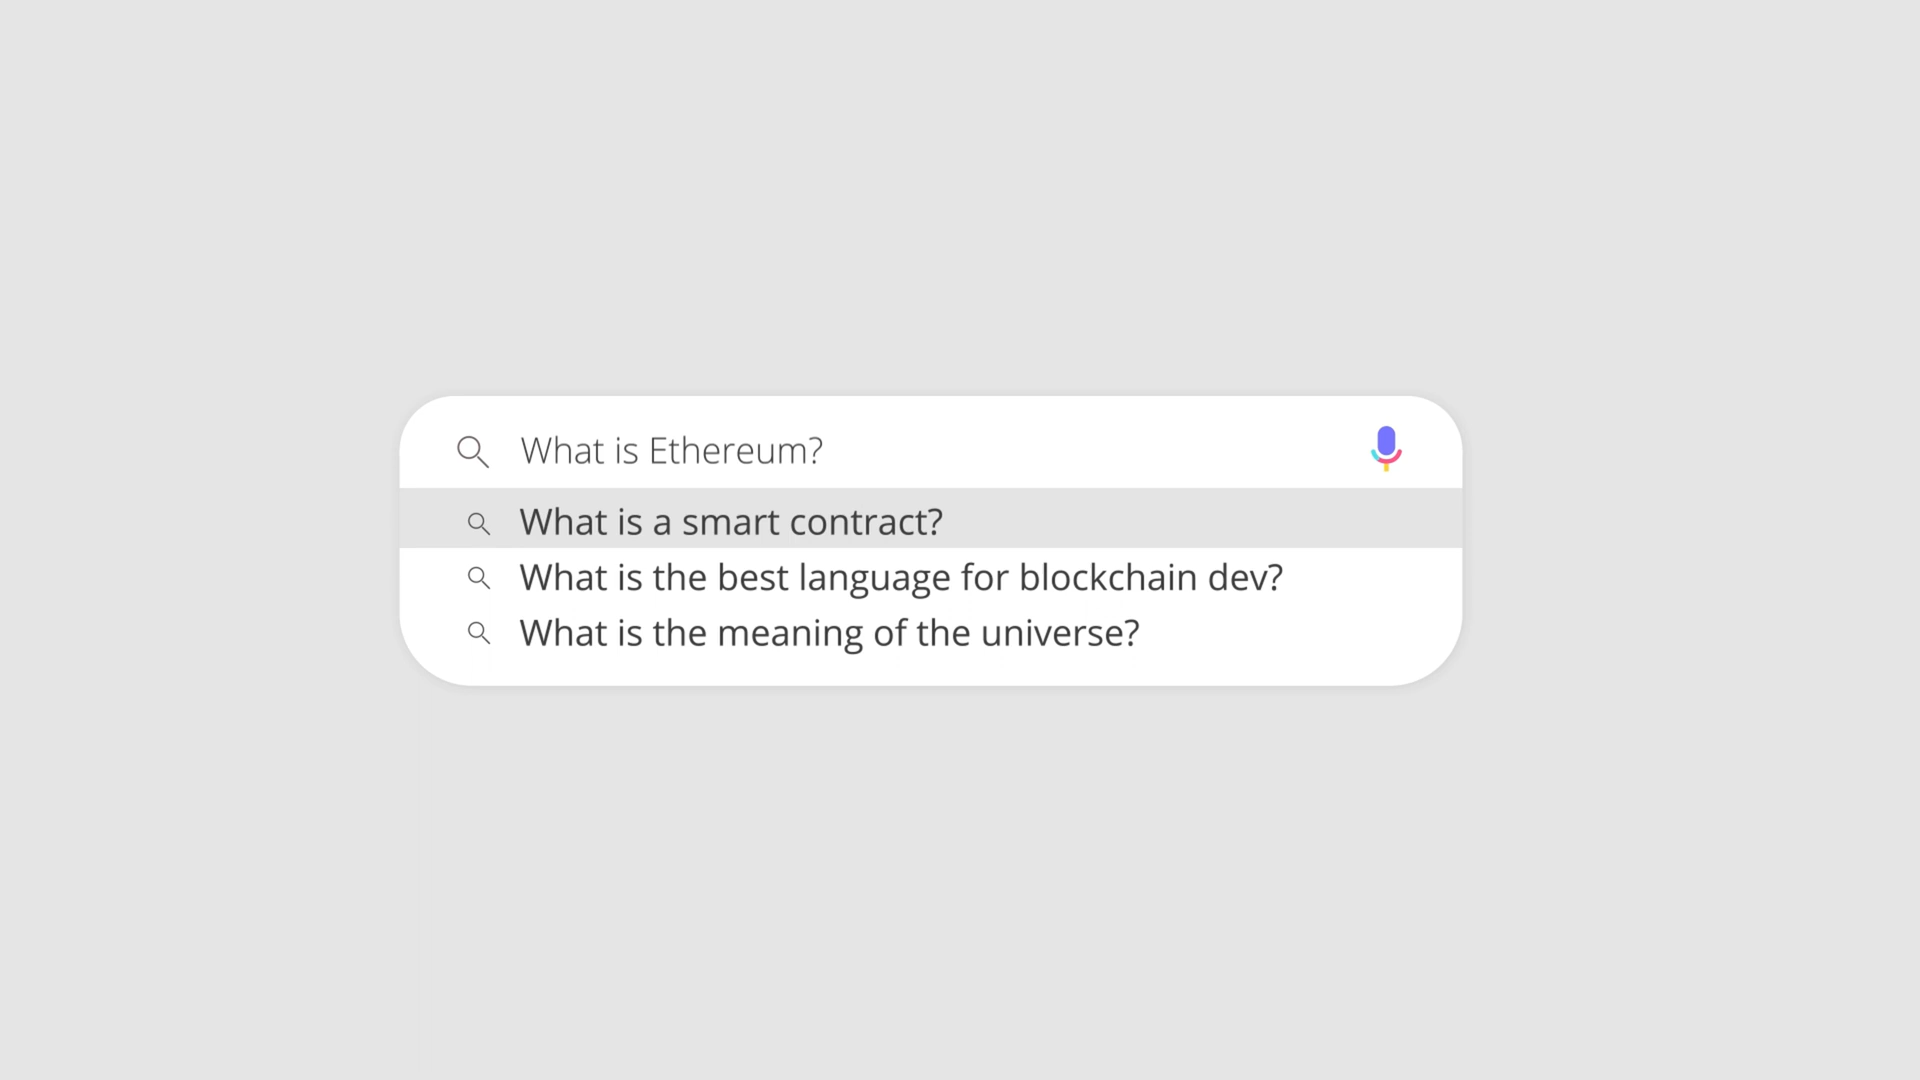 What is Ethereum?
What is a smart contract?
What is the best language for blockchain dev?
What is the meaning of the universe?